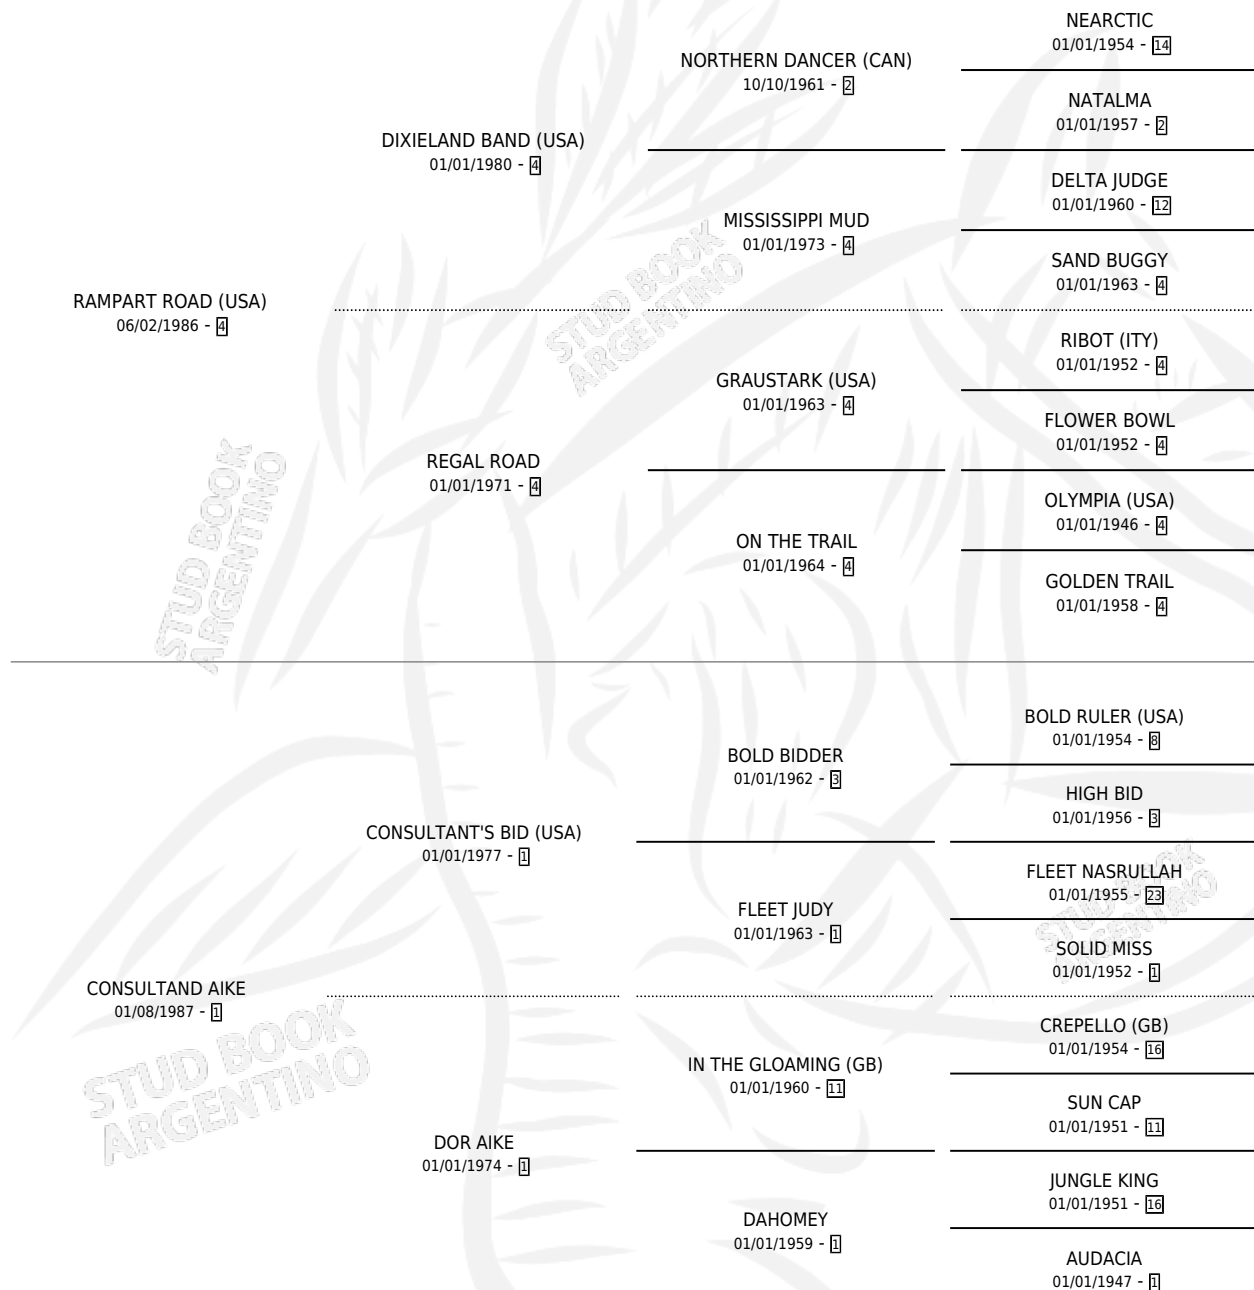 NEARCTIC
01/01/1954 - 14
NORTHERN DANCER (CAN)
10/10/1961 - 2
NATALMA
01/01/1957 - 2
DIXIELAND BAND (USA)
01/01/1980 - 4
DELTA JUDGE
01/01/1960 - 12
MISSISSIPPI MUD
01/01/1973 - 4
SAND BUGGY
01/01/1963 - 4
RAMPART ROAD (USA)
06/02/1986 - 4
RIBOT (ITY)
01/01/1952 - 4
GRAUSTARK (USA)
01/01/1963 - 4
FLOWER BOWL
01/01/1952 - 4
REGAL ROAD
01/01/1971 - 4
OLYMPIA (USA)
01/01/1946 - 4
ON THE TRAIL
01/01/1964 - 4
GOLDEN TRAIL
01/01/1958 - 4
BOLD RULER (USA)
01/01/1954 - 8
BOLD BIDDER
01/01/1962 - 3
HIGH BID
01/01/1956 - 3
CONSULTANT'S BID (USA)
01/01/1977 - 1
FLEET NASRULLAH
01/01/1955 - 23
FLEET JUDY
01/01/1963 - 1
SOLID MISS
01/01/1952 - 1
CONSULTAND AIKE
01/08/1987 - 1
CREPELLO (GB)
01/01/1954 - 16
IN THE GLOAMING (GB)
01/01/1960 - 11
SUN CAP
01/01/1951 - 11
DOR AIKE
01/01/1974 - 1
JUNGLE KING
01/01/1951 - 16
DAHOMEY
01/01/1959 - 1
AUDACIA
01/01/1947 - 1
STUD BOOK
ARGENTINO
STUD BOOK
ARGENTINO
STUD BOOK
ARGENTINO
STUD BOOK
ARGENTINO